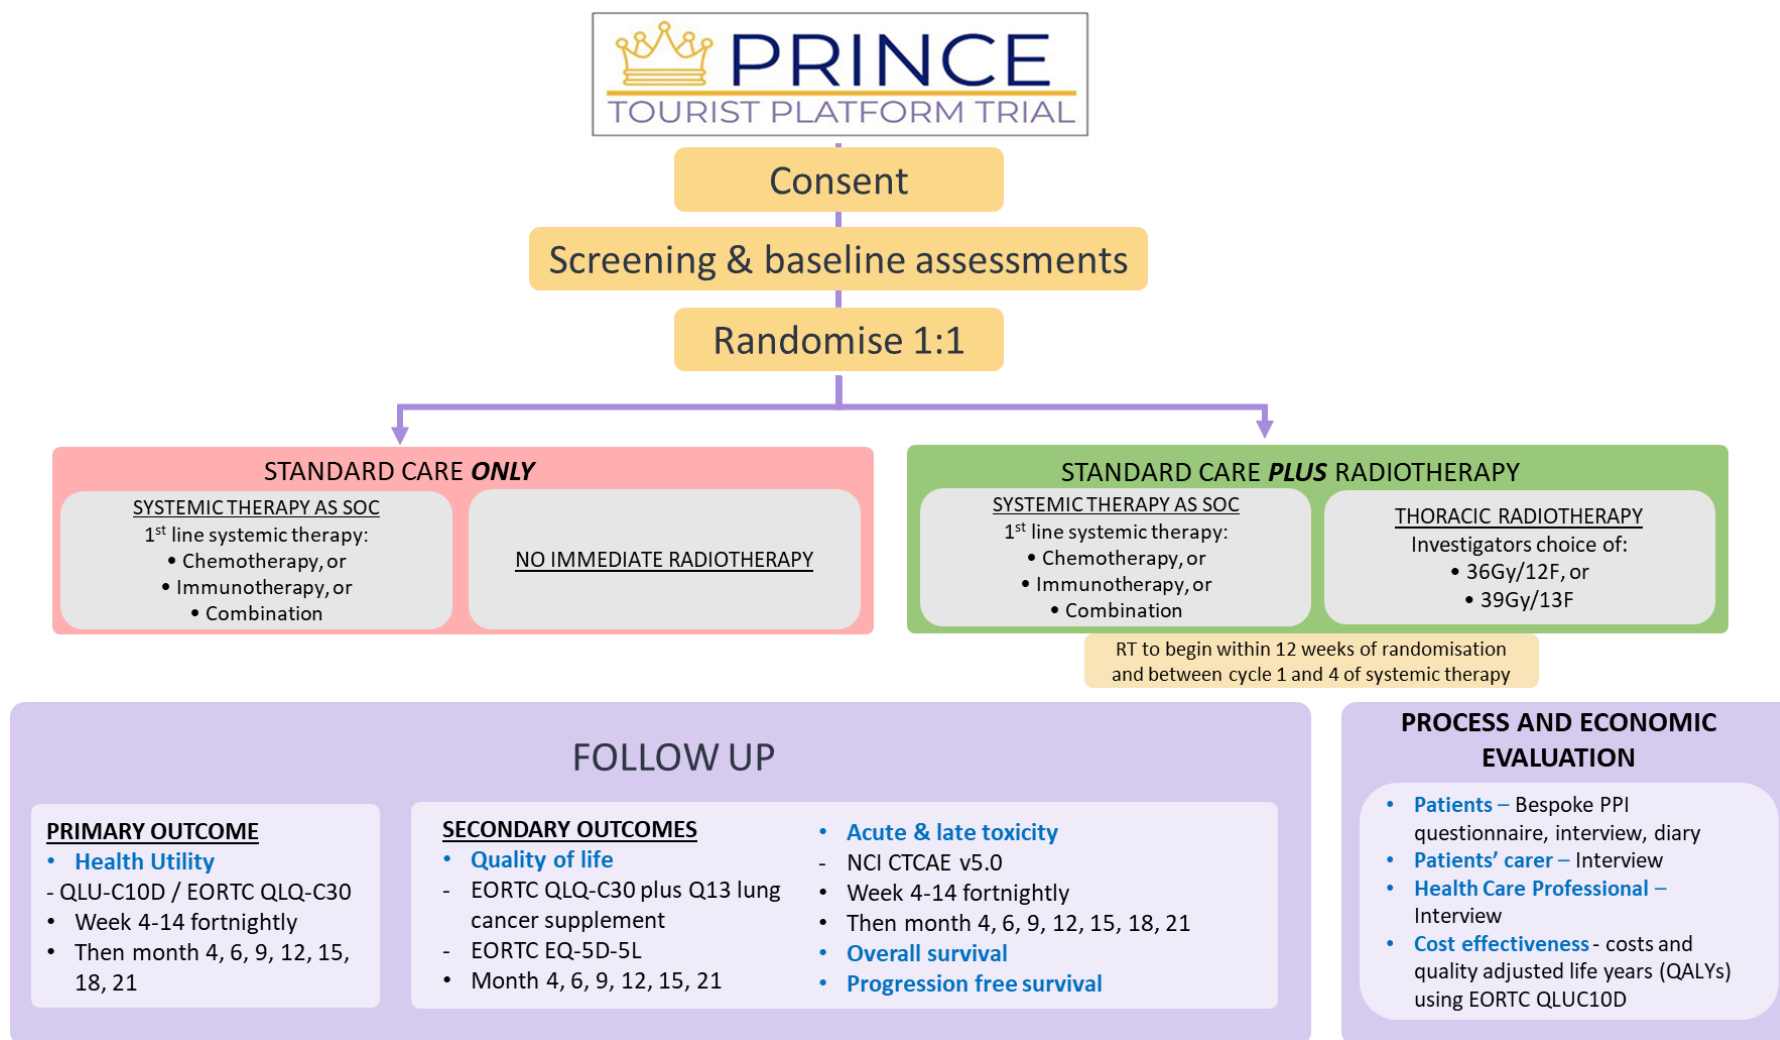 PRINCE
TOURIST PLATFORM TRIAL
Consent
Screening & baseline assessments
Randomise 1:1
STANDARD CARE ONLY
SYSTEMIC THERAPY AS SOC
1st line systemic therapy:
• Chemotherapy, or
• Immunotherapy, or
• Combination
NO IMMEDIATE RADIOTHERAPY
STANDARD CARE PLUS RADIOTHERAPY
SYSTEMIC THERAPY AS SOC
1st line systemic therapy:
• Chemotherapy, or
• Immunotherapy, or
• Combination
THORACIC RADIOTHERAPY
Investigators choice of:
• 36Gy/12F, or
• 39Gy/13F
RT to begin within 12 weeks of randomisation
and between cycle 1 and 4 of systemic therapy
FOLLOW UP
PRIMARY OUTCOME
• Health Utility
- QLU-C10D / EORTC QLQ-C30
• Week 4-14 fortnightly
• Then month 4, 6, 9, 12, 15,
18, 21
SECONDARY OUTCOMES
• Quality of life
- EORTC QLQ-C30 plus Q13 lung
cancer supplement
- EORTC EQ-5D-5L
• Month 4, 6, 9, 12, 15, 21
• Acute & late toxicity
- NCI CTCAE v5.0
• Week 4-14 fortnightly
• Then month 4, 6, 9, 12, 15, 18, 21
• Overall survival
• Progression free survival
PROCESS AND ECONOMIC
EVALUATION
• Patients – Bespoke PPI
questionnaire, interview, diary
• Patients' carer – Interview
• Health Care Professional –
Interview
• Cost effectiveness - costs and
quality adjusted life years (QALYs)
using EORTC QLUC10D